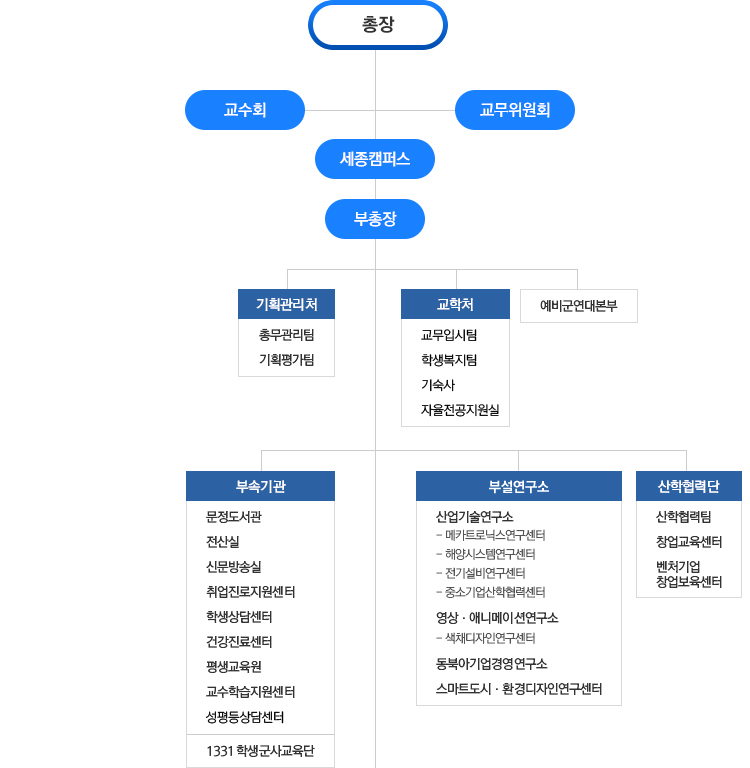 총장
교수회
교무위원회
세종캠퍼스
부총장
기획관리처
총무관리팀
기획평가팀
교학처
교무입시팀
학생복지팀
기숙사
자율전공지원실
예비군연대본부
부속기관
문정도서관
전산실
신문방송실
취업진로지원센터
학생상담센터
건강진료센터
평생교육원
교수학습지원센터
성평등상담센터
1331 학생군사교육단
부설연구소
산업기술연구소
- 메카트로닉스연구센터
- 해양시스템연구센터
- 전기설비연구센터
- 중소기업산학협력센터
영상 · 애니메이션연구소
- 색채디자인연구센터
동북아기업경영연구소
스마트도시 · 환경디자인연구센터
산학협력단
산학협력팀
창업교육센터
벤처기업
창업보육센터